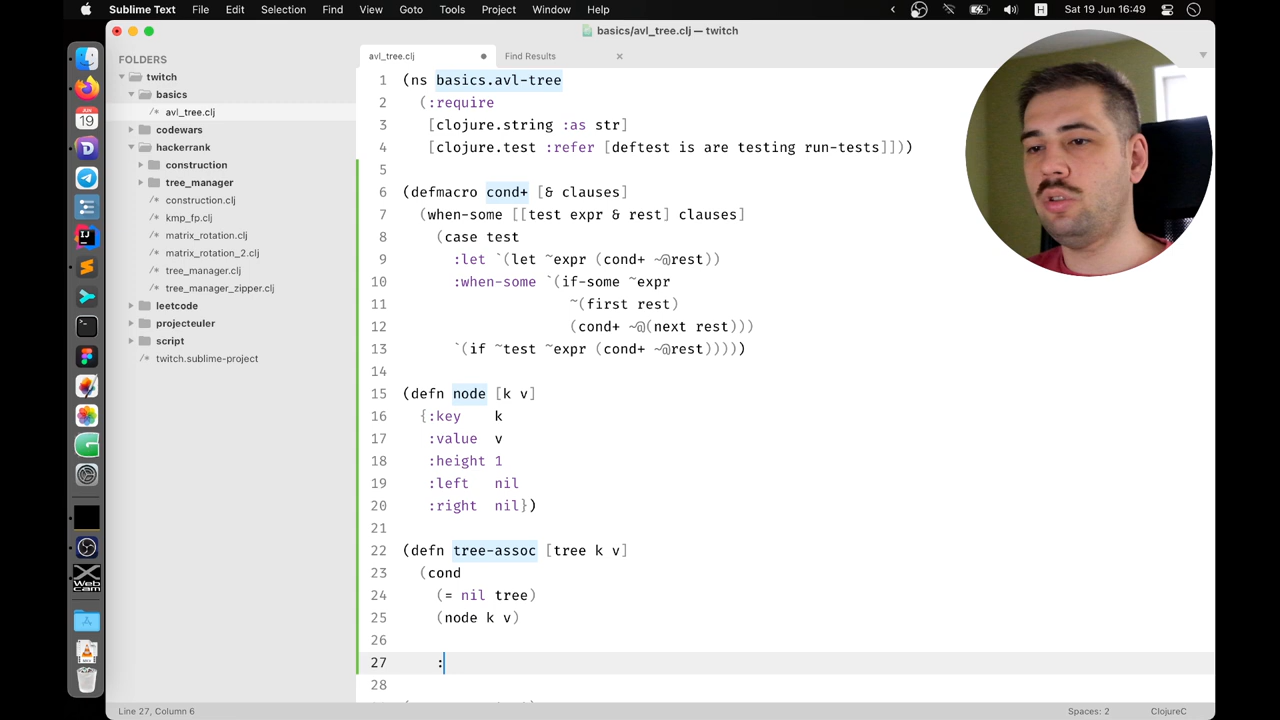 Sublime Text File Edit Selection Find View Goto Tools Project Window Help H Sat 19 Jun 16:49
basics/avl_tree.clj — twitch
FOLDERS
twitch
basics
/* avl_tree.clj
codewars
hackerrank
construction
tree_manager
/* construction.clj
/* kmp_fp.clj
/* matrix_rotation.clj
/* matrix_rotation_2.clj
/* tree_manager.clj
/* tree_manager_zipper.clj
leetcode
projecteuler
script
/* twitch.sublime-project
JUN
19
IJ
Webcam
avl_tree.clj
Find Results
1 (ns basics.avl-tree
2 (:require
3 [clojure.string :as str]
4 [clojure.test :refer [deftest is are testing run-tests]]))
5
6 (defmacro cond+ [& clauses]
7 (when-some [[test expr & rest] clauses]
8 (case test
9 :let `(let ~expr (cond+ ~@rest))
10 :when-some `(if-some ~expr
11 ~(first rest)
12 (cond+ ~@(next rest)))
13 `(if ~test ~expr (cond+ ~@rest)))))
14
15 (defn node [k v]
16 {:key k
17 :value v
18 :height 1
19 :left nil
20 :right nil})
21
22 (defn tree-assoc [tree k v]
23 (cond
24 (= nil tree)
25 (node k v)
26
27 :
28
Line 27, Column 6
Spaces: 2
ClojureC